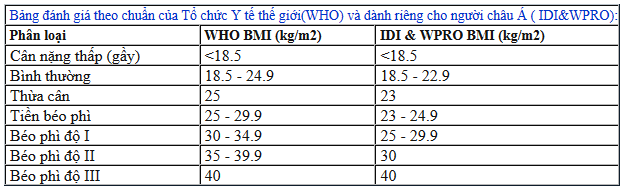 Bảng đánh giá theo chuẩn của Tổ chức Y tế thế giới(WHO) và dành riêng cho người châu Á ( IDI&WPRO):
Phân loại WHO BMI (kg/m2) IDI & WPRO BMI (kg/m2)
Cân nặng thấp (gầy) <18.5 <18.5
Bình thường 18.5 - 24.9 18.5 - 22.9
Thừa cân 25 23
Tiền béo phì 25 - 29.9 23 - 24.9
Béo phì độ I 30 - 34.9 25 - 29.9
Béo phì độ II 35 - 39.9 30
Béo phì độ III 40 40